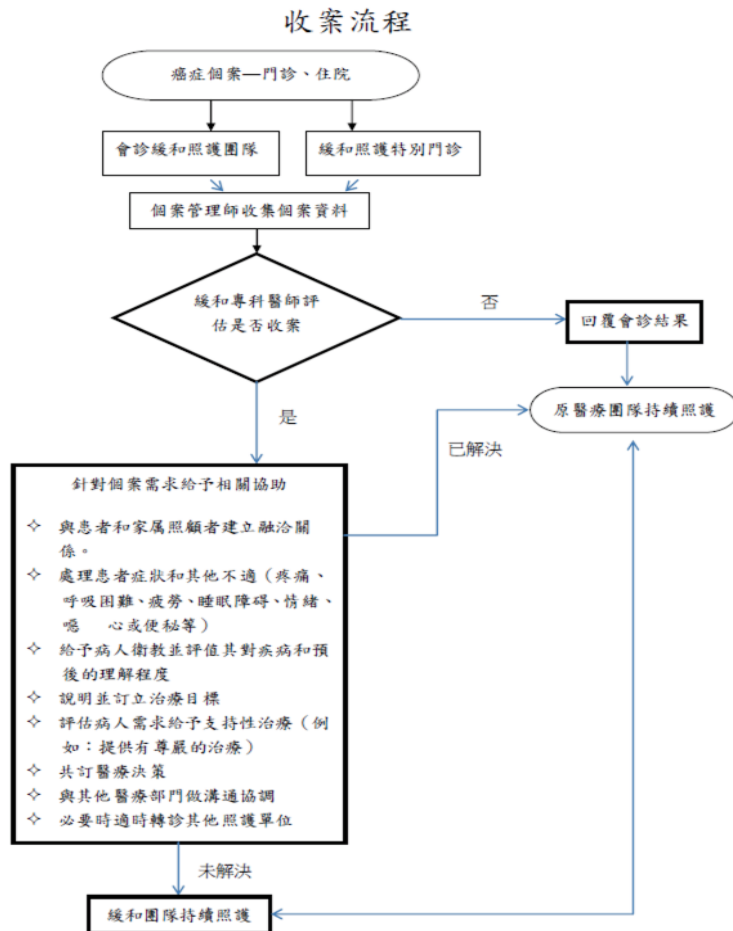 收案流程
癌症個案—門診、住院
會診緩和照護團隊
緩和照護特別門診
個案管理師收集個案資料
緩和專科醫師評
估是否收案
否
回覆會診結果
是
原醫療團隊持續照護
已解決
針對個案需求給予相關協助
✧ 與患者和家属照顧者建立融洽關
係。
✧ 處理患者症狀和其他不適（疼痛、
呼吸困難、疲勞、睡眠障碍、情緒、
噁 心或便秘等）
✧ 給予病人衛教並評值其對疾病和預
後的理解程度
✧ 說明並訂立治療目標
✧ 評估病人需求給予支持性治療（例
如：提供有尊嚴的治療）
✧ 共訂醫療決策
✧ 與其他醫療部門做溝通協調
✧ 必要時適時轉診其他照護單位
未解決
緩和團隊持續照護